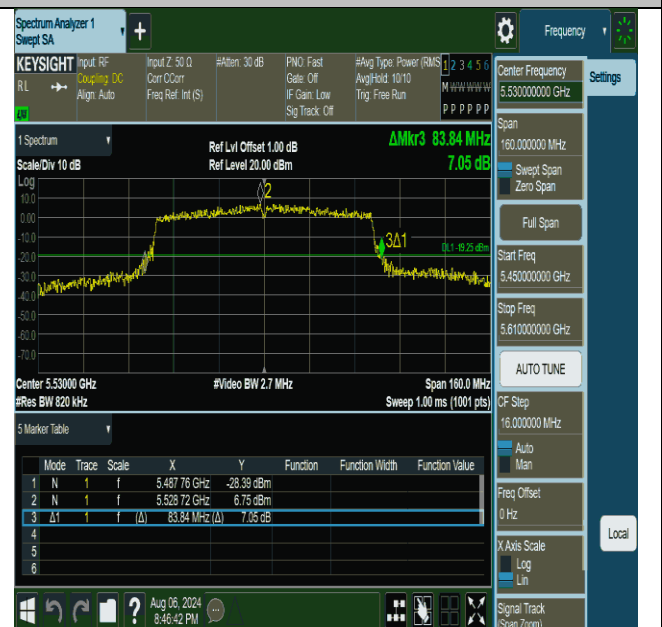 Spectrum Analyzer 1
Swept SA
Frequency
KEYSIGHT
RL
Input: RF
Coupling: DC
Align: Auto
Input Z: 50 Ω
Corr CCorr
Freq Ref: Int (S)
#Atten: 30 dB
PNO: Fast
Gate: Off
IF Gain: Low
Sig Track: Off
#Avg Type: Power (RMS
Avg|Hold: 10/10
Trig: Free Run
1 2 3 4 5 6
M W W W W W
P P P P P P
1 Spectrum
Scale/Div 10 dB
Ref Lvl Offset 1.00 dB
Ref Level 20.00 dBm
ΔMkr3 83.84 MHz
7.05 dB
Log
10.0
0.00
-10.0
-20.0
-30.0
-40.0
-50.0
-60.0
-70.0
2
3Δ1
DL1 -19.25 dBm
Center 5.53000 GHz
#Video BW 2.7 MHz
Span 160.0 MHz
#Res BW 820 kHz
Sweep 1.00 ms (1001 pts)
5 Marker Table
Mode Trace Scale X Y Function Function Width Function Value
1 N 1 f 5.487 76 GHz -28.39 dBm
2 N 1 f 5.528 72 GHz 6.75 dBm
3 Δ1 1 f (Δ) 83.84 MHz (Δ) 7.05 dB
4
5
6
Aug 06, 2024
8:46:42 PM
Center Frequency
5.530000000 GHz
Settings
Span
160.000000 MHz
Swept Span
Zero Span
Full Span
Start Freq
5.450000000 GHz
Stop Freq
5.610000000 GHz
AUTO TUNE
CF Step
16.000000 MHz
Auto
Man
Freq Offset
0 Hz
Local
X Axis Scale
Log
Lin
Signal Track
(Span Zoom)